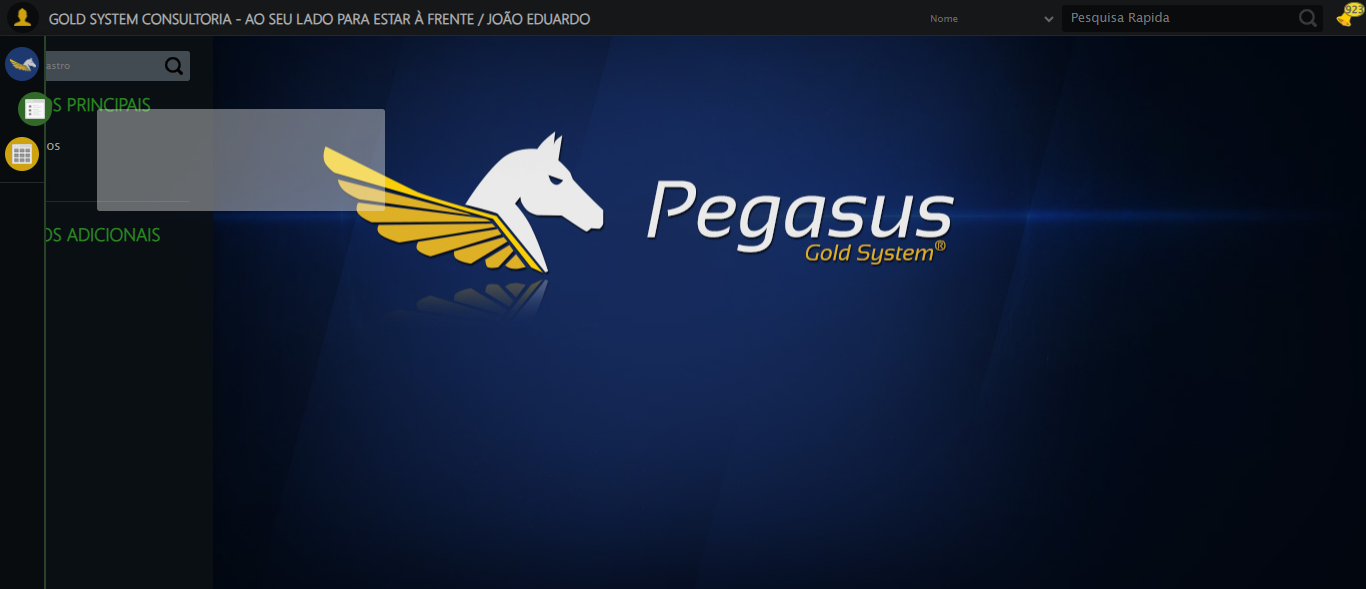 GOLD SYSTEM CONSULTORIA - AO SEU LADO PARA ESTAR À FRENTE / JOÃO EDUARDO
Nome
Pesquisa Rapida
923
astro
S PRINCIPAIS
os
OS ADICIONAIS
Pegasus
Gold System®